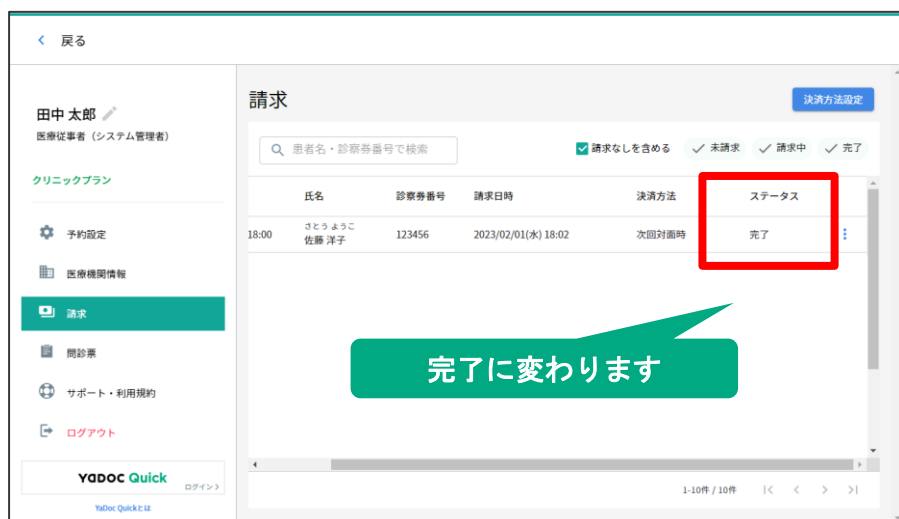 戻る
田中 太郎
医療従事者（システム管理者）
クリニックプラン
予約設定
医療機関情報
請求
問診票
サポート・利用規約
ログアウト
YaDOC Quick
ログイン
YaDoc Quickとは
請求
決済方法設定
患者名・診察券番号で検索
請求なしを含める 未請求 請求中 完了
氏名 診察券番号 請求日時 決済方法 ステータス
さとう ようこ
18:00 佐藤 洋子 123456 2023/02/01(水) 18:02 次回対面時 完了
完了に変わります
1-10件 / 10件